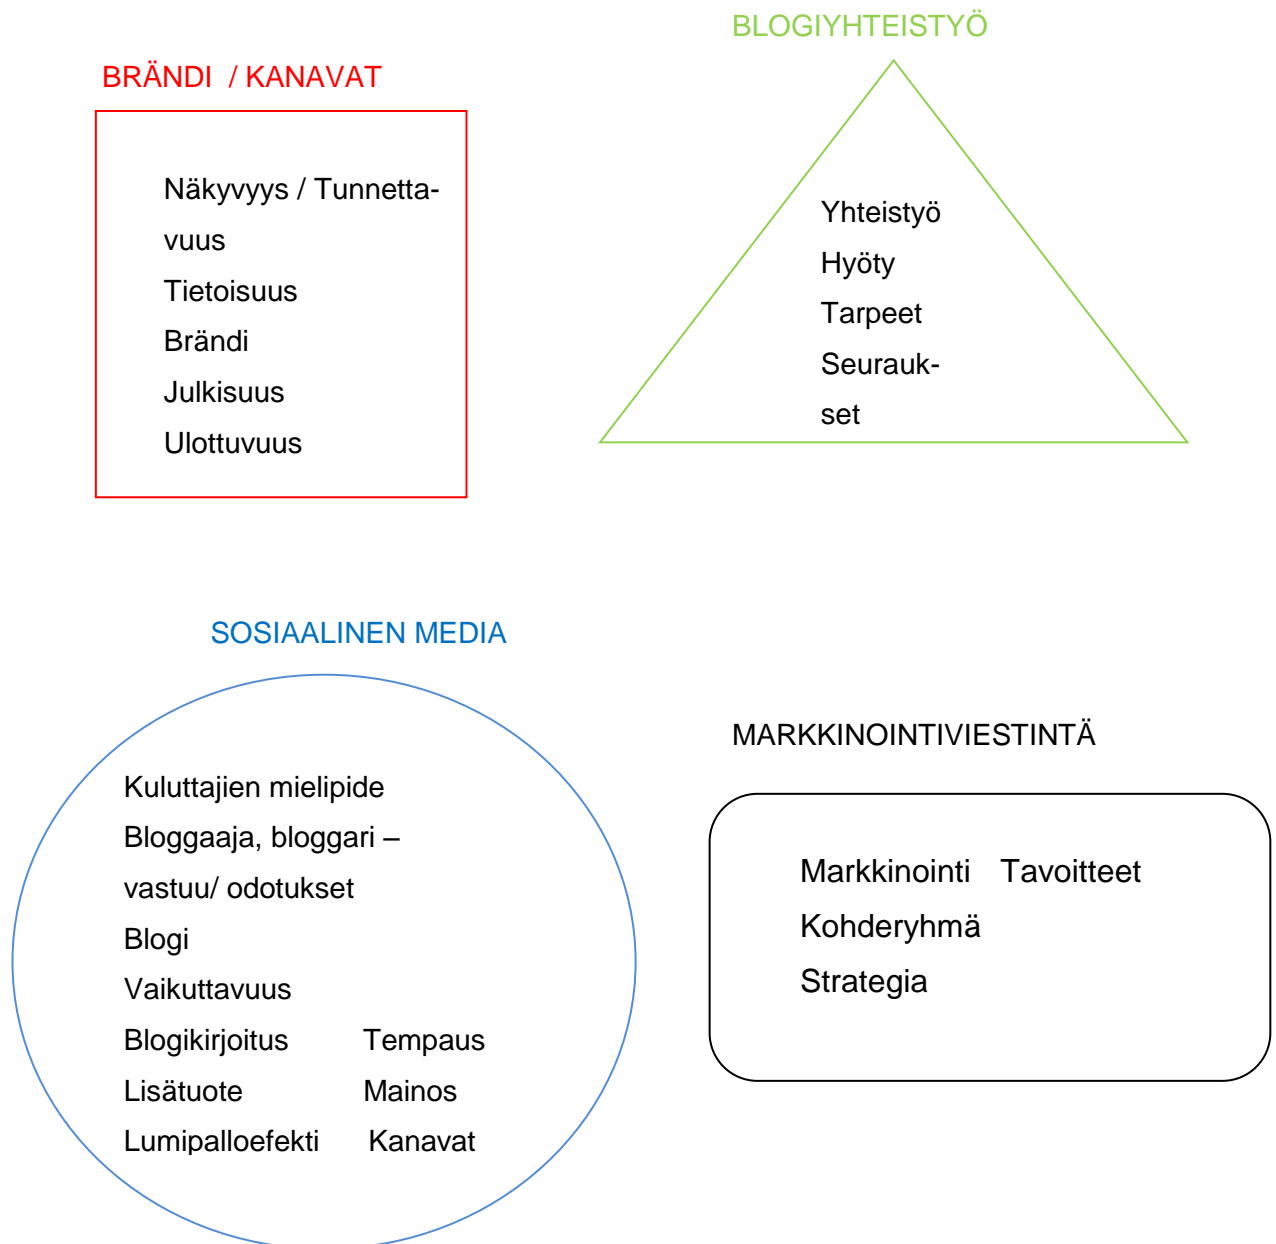 BLOGIYHTEISTYÖ
BRÄNDI / KANAVAT
Näkyvyys / Tunnetta-
vuus
Tietoisuus
Brändi
Julkisuus
Ulottuvuus
Yhteistyö
Hyöty
Tarpeet
Seurauk-
set
SOSIAALINEN MEDIA
Kuluttajien mielipide
Bloggaaja, bloggari –
vastuu/ odotukset
Blogi
Vaikuttavuus
Blogikirjoitus Tempaus
Lisätuote Mainos
Lumipalloefekti Kanavat
MARKKINOINTIVIESTINTÄ
Markkinointi Tavoitteet
Kohderyhmä
Strategia